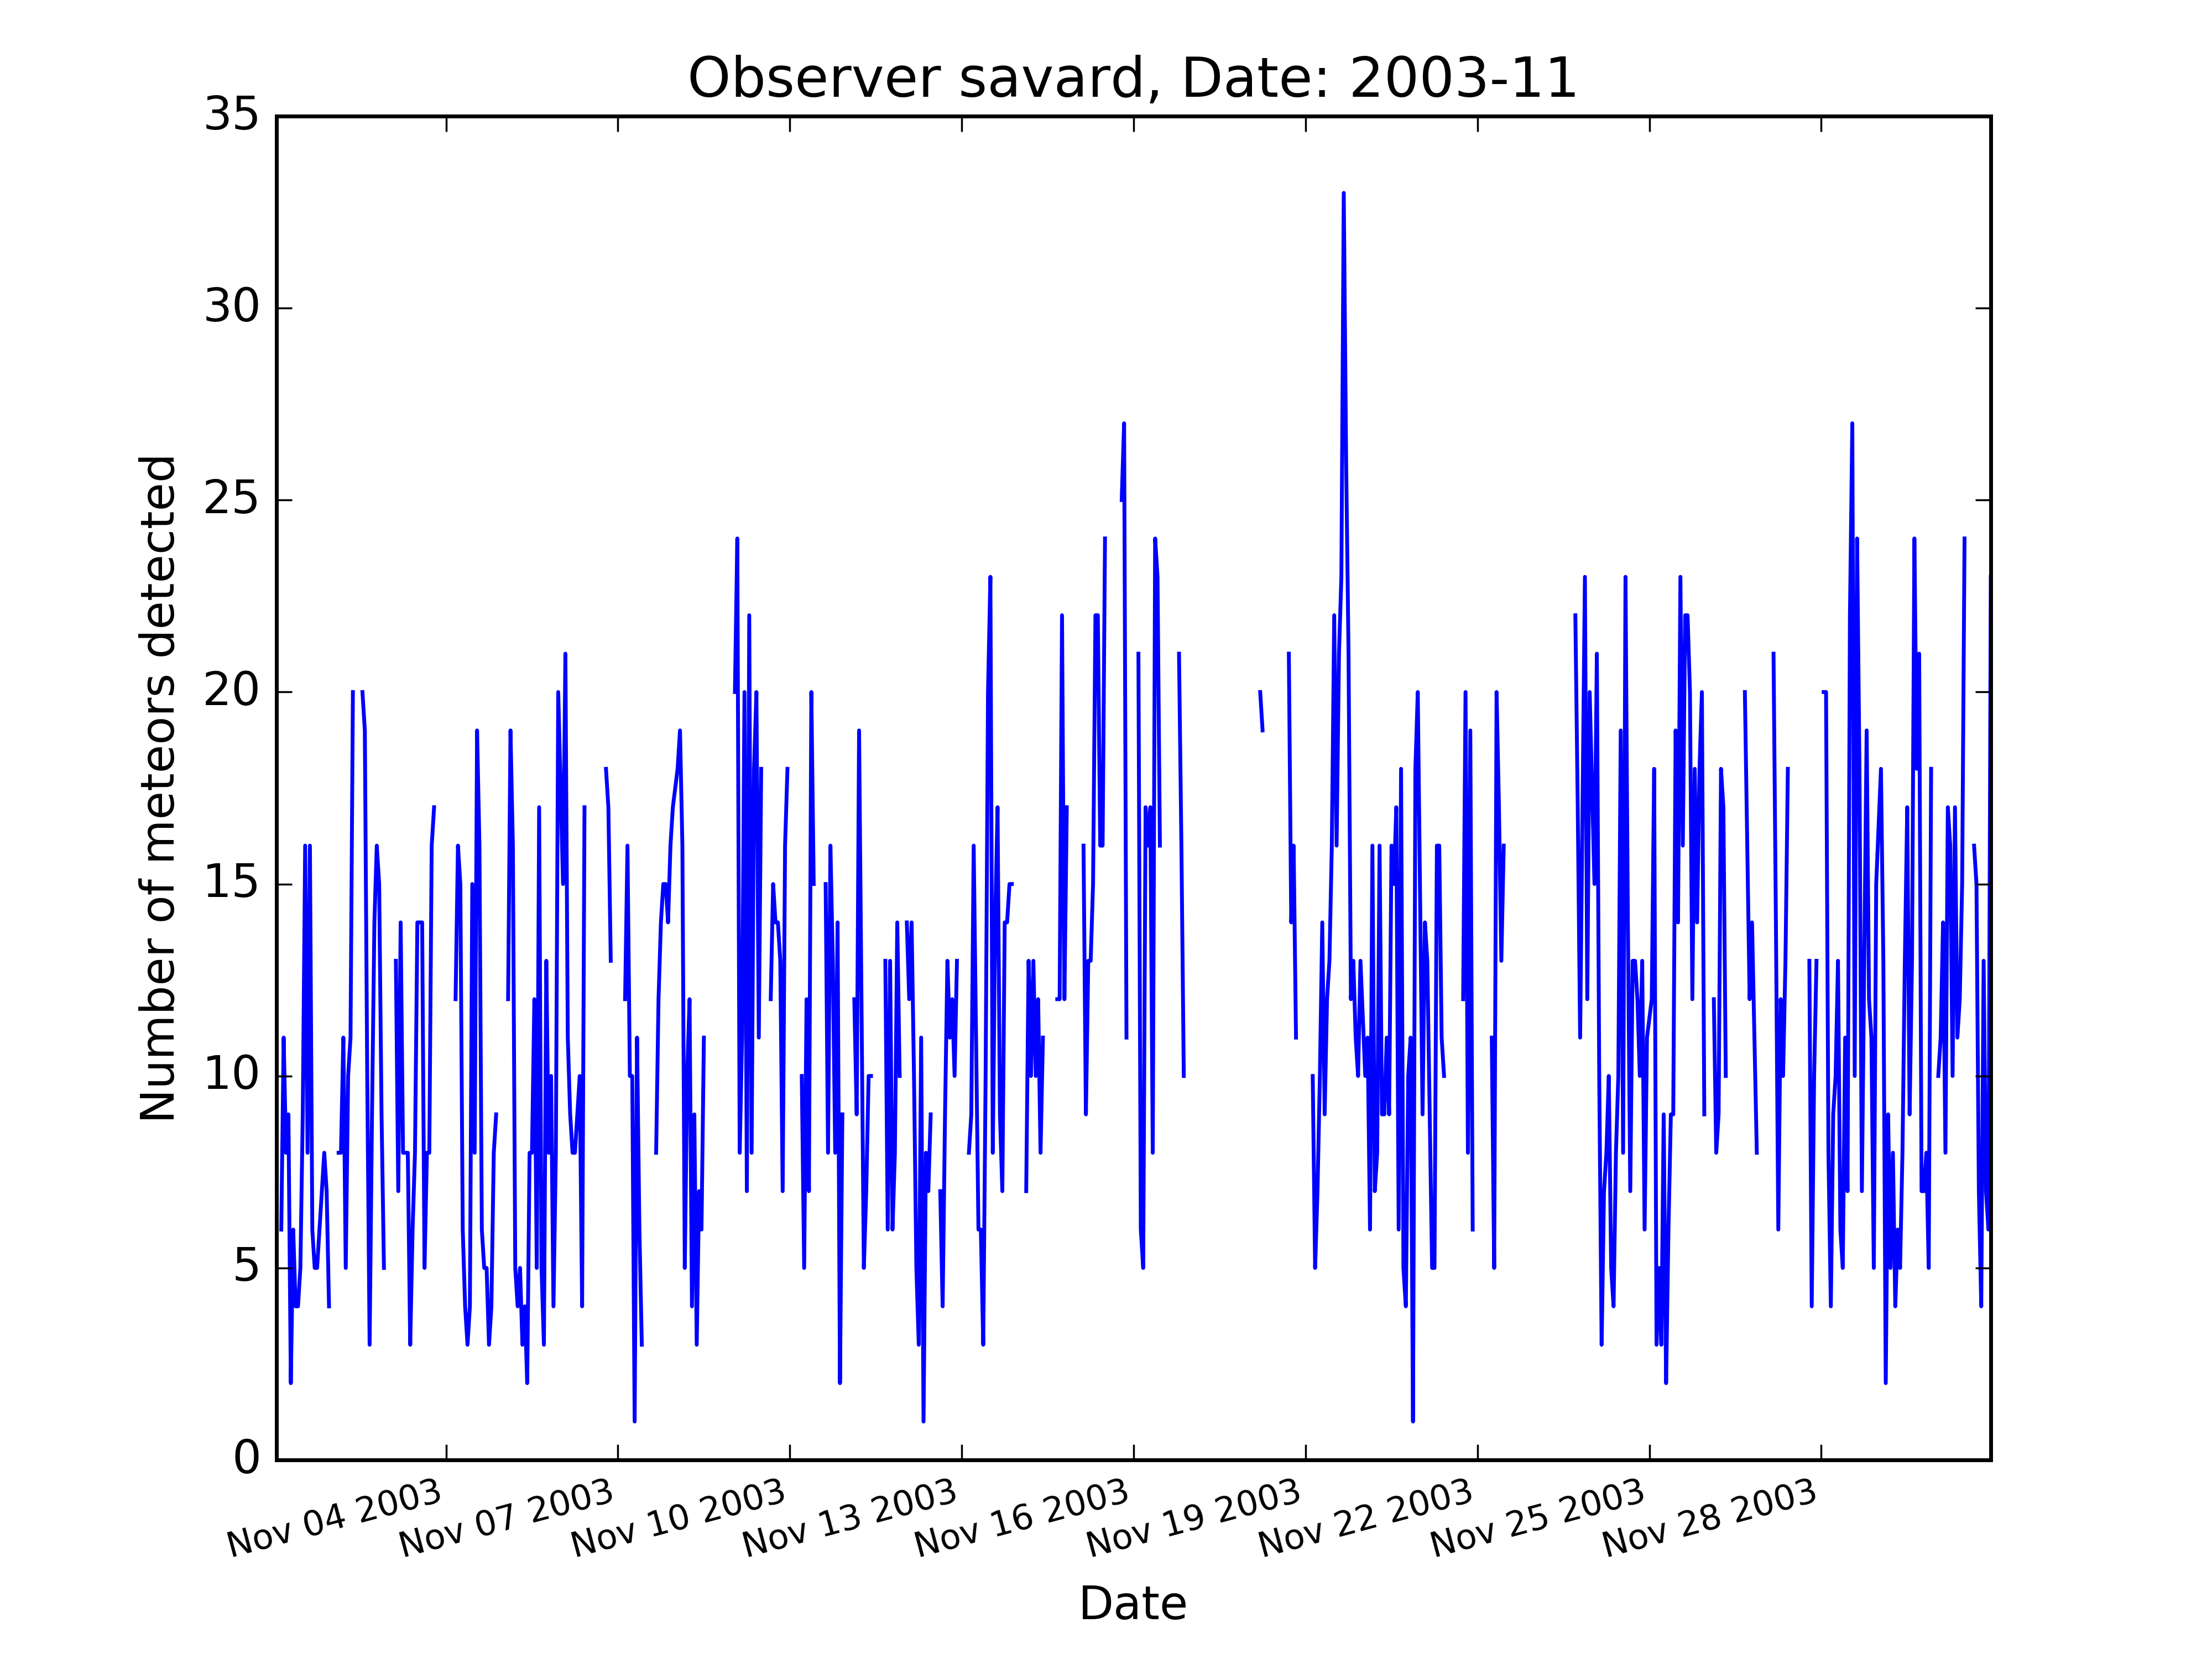 Observer savard, Date: 2003-11
35
30
25
20
15
10
5
0
Number of meteors detected
Nov 04 2003
Nov 07 2003
Nov 10 2003
Nov 13 2003
Nov 16 2003
Nov 19 2003
Nov 22 2003
Nov 25 2003
Nov 28 2003
Date